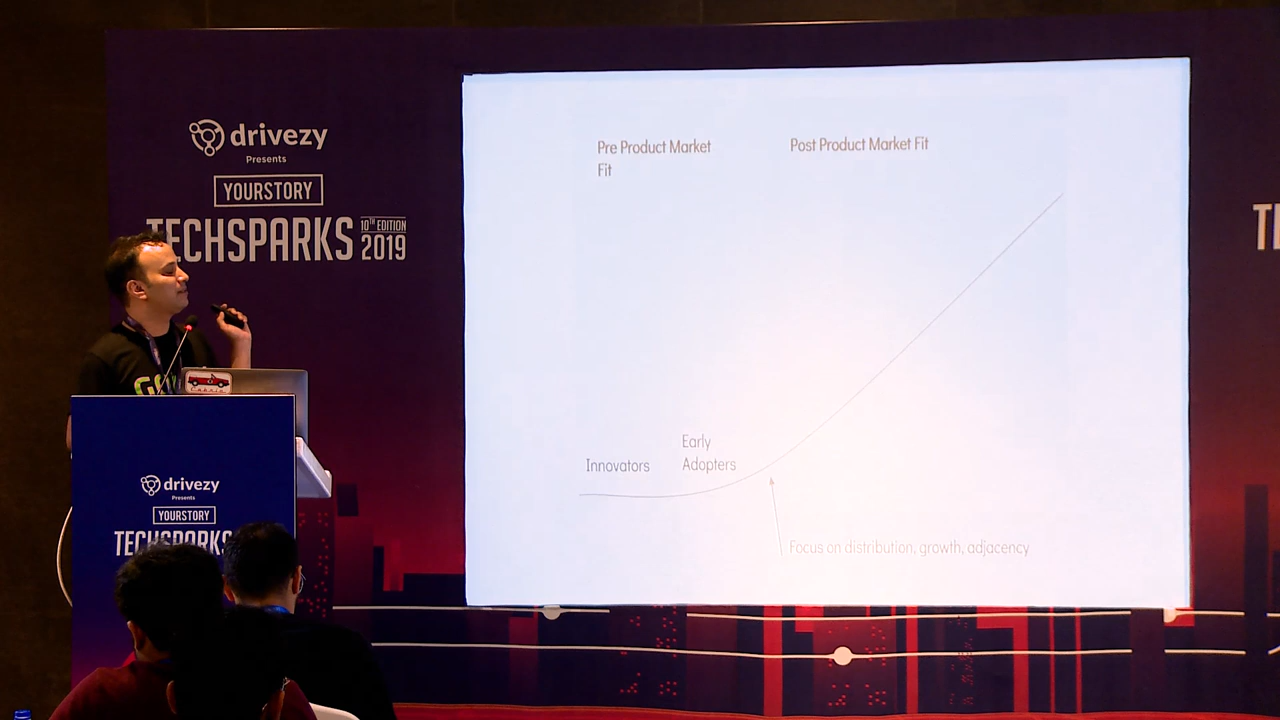 drivezy
Presents
YOURSTORY
TECHSPARKS 10TH EDITION 2019
Pre Product Market
Fit
Post Product Market Fit
Innovators
Early
Adopters
Focus on distribution, growth, adjacency
drivezy
Presents
YOURSTORY
TECHSPARKS
TE